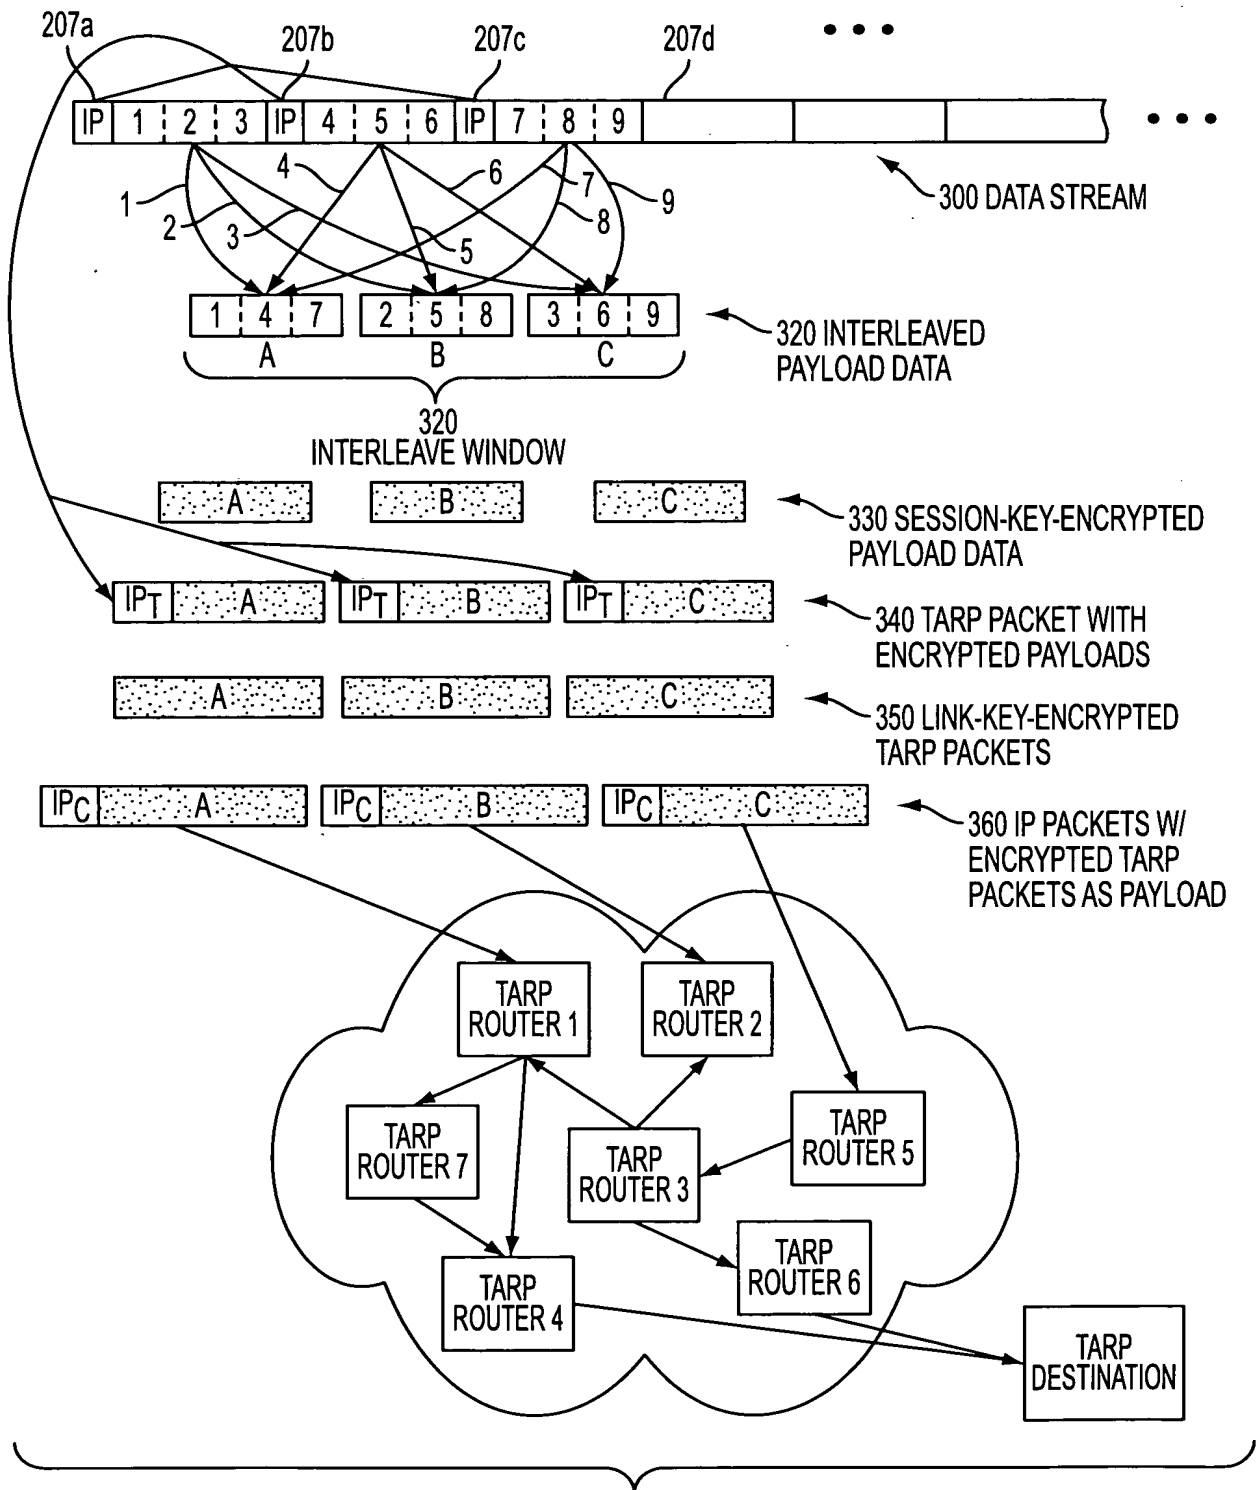 207a
207b
207c
207d
IP 1 2 3 IP 4 5 6 IP 7 8 9
300 DATA STREAM
1
2
3
4
5
6
7
8
9
1 4 7
2 5 8
3 6 9
A
B
C
320 INTERLEAVED
PAYLOAD DATA
320
INTERLEAVE WINDOW
A
B
C
330 SESSION-KEY-ENCRYPTED
PAYLOAD DATA
IPT A
IPT B
IPT C
340 TARP PACKET WITH
ENCRYPTED PAYLOADS
A
B
C
350 LINK-KEY-ENCRYPTED
TARP PACKETS
IPC A
IPC B
IPC C
360 IP PACKETS W/
ENCRYPTED TARP
PACKETS AS PAYLOAD
TARP
ROUTER 1
TARP
ROUTER 2
TARP
ROUTER 7
TARP
ROUTER 3
TARP
ROUTER 5
TARP
ROUTER 4
TARP
ROUTER 6
TARP
DESTINATION